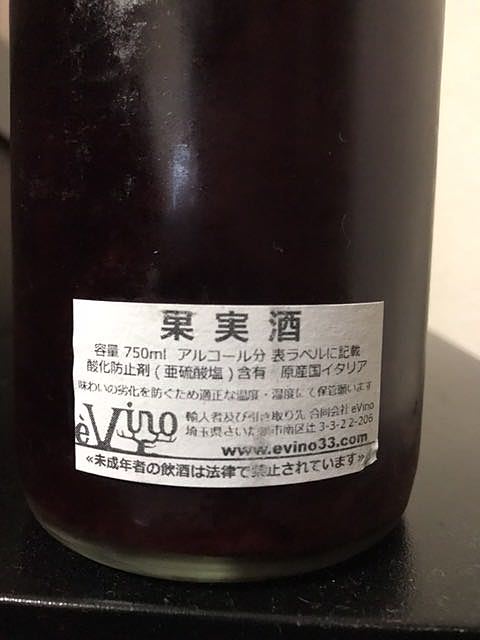 果実酒
容量 750ml アルコール分 表ラベルに記載
酸化防止剤 ( 亜硫酸塩 ) 含有 原産国イタリア
味わいの劣化を防ぐため適正な温度・湿度にて保管願います
èVino
輸入者及び引き取り先 合同会社 eVino
埼玉県さいたま市南区辻 3-3-22-206
www.evino33.com
«未成年者の飲酒は法律で禁止されています»